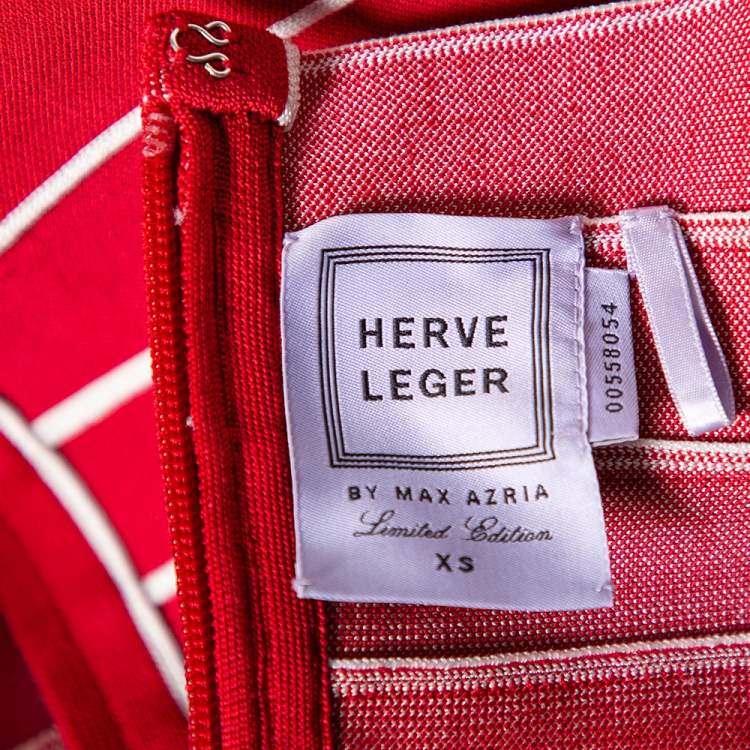 HERVE
LEGER
BY MAX AZRIA
Limited Edition
XS
00558054